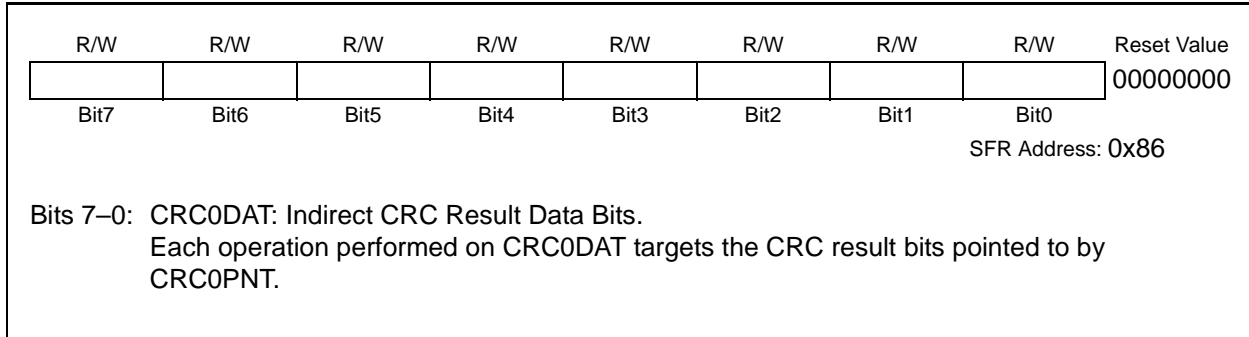 R/W R/W R/W R/W R/W R/W R/W R/W Reset Value
00000000
Bit7 Bit6 Bit5 Bit4 Bit3 Bit2 Bit1 Bit0
SFR Address: 0x86
Bits 7–0: CRC0DAT: Indirect CRC Result Data Bits.
Each operation performed on CRC0DAT targets the CRC result bits pointed to by
CRC0PNT.